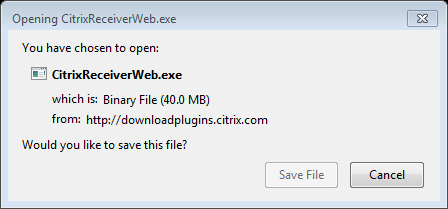 Opening CitrixReceiverWeb.exe
You have chosen to open:
CitrixReceiverWeb.exe
which is: Binary File (40.0 MB)
from: http://downloadplugins.citrix.com
Would you like to save this file?
Save File Cancel